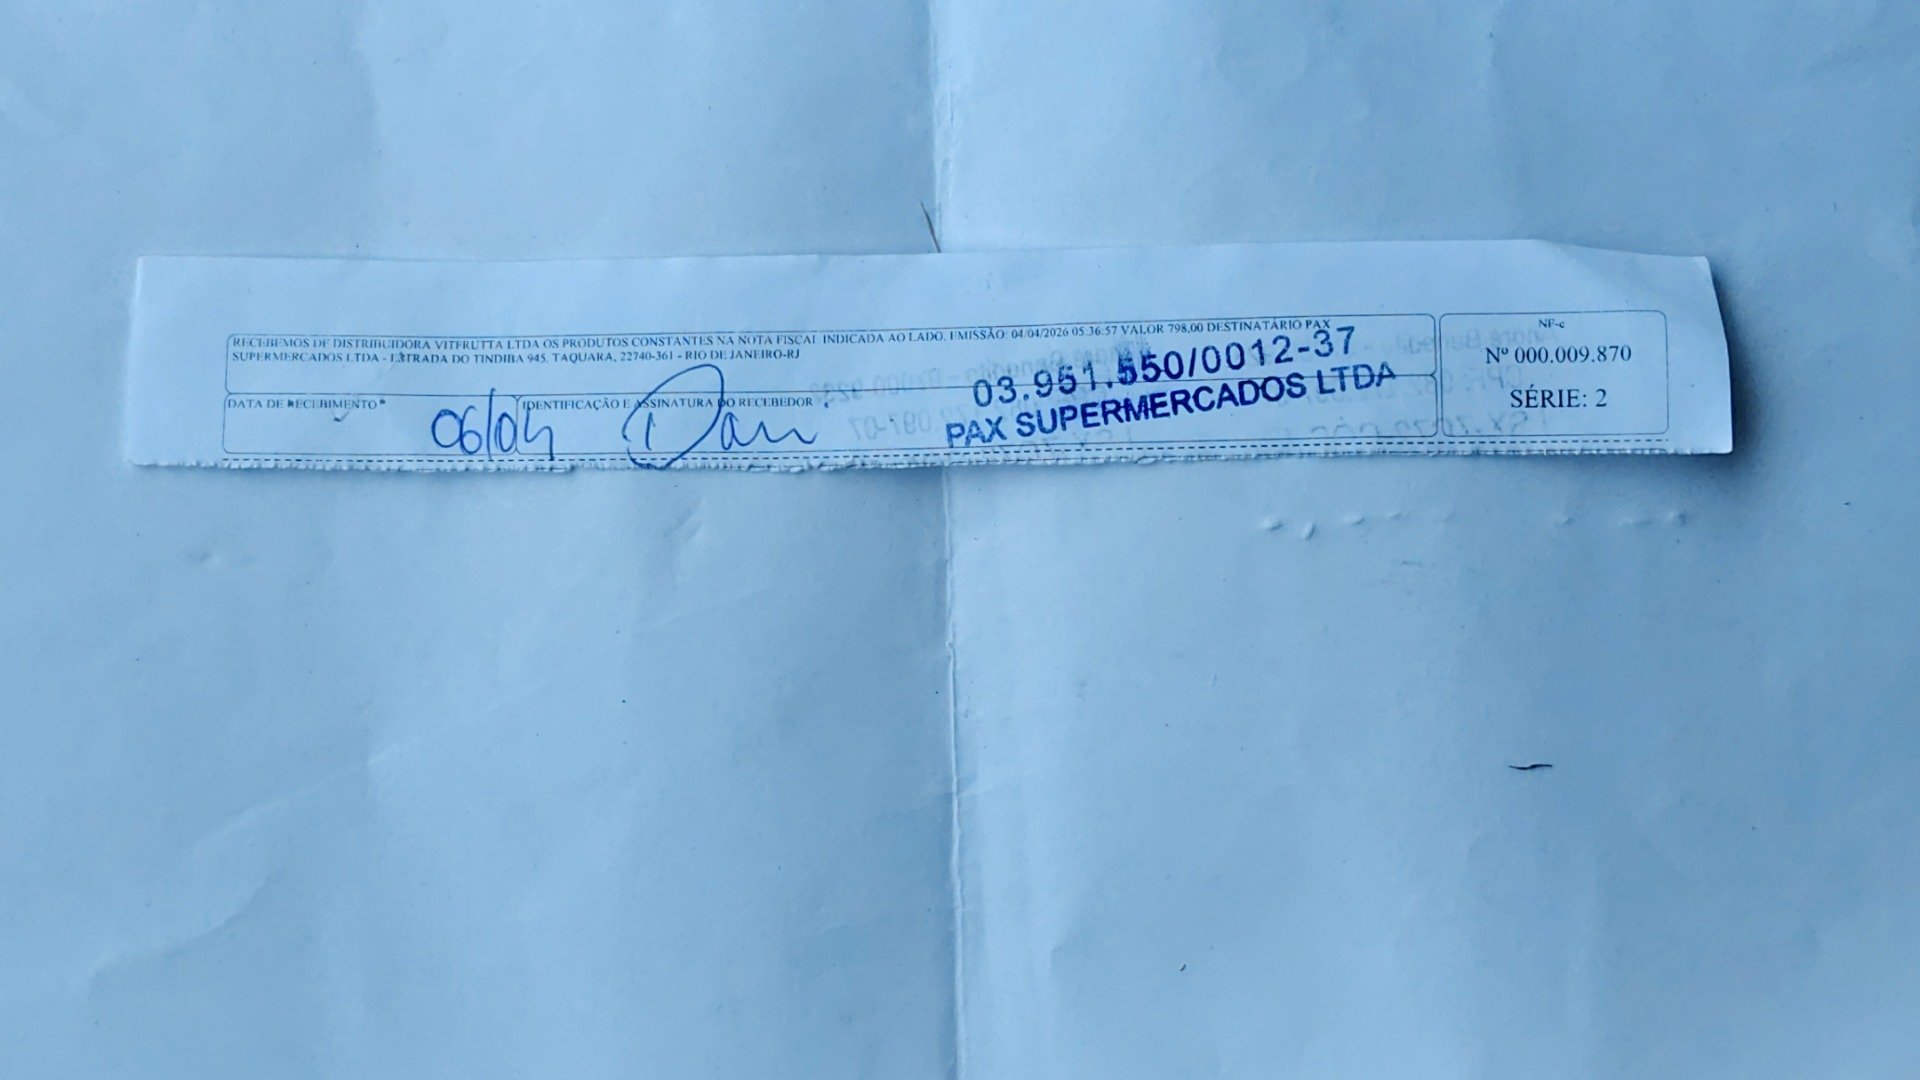 RECEBEMOS DE DISTRIBUIDORA VITFRUTTA LTDA OS PRODUTOS CONSTANTES NA NOTA FISCAL INDICADA AO LADO. EMISSÃO: 04/04/2026 05:36:57 VALOR 798,00 DESTINATÁRIO PAX
SUPERMERCADOS LTDA - ESTRADA DO TINDIBA 945, TAQUARA, 22740-361 - RIO DE JANEIRO-RJ
03.951.550/0012-37
PAX SUPERMERCADOS LTDA
DATA DE RECEBIMENTO
06/04
IDENTIFICAÇÃO E ASSINATURA DO RECEBEDOR
NF-e
Nº 000.009.870
SÉRIE: 2